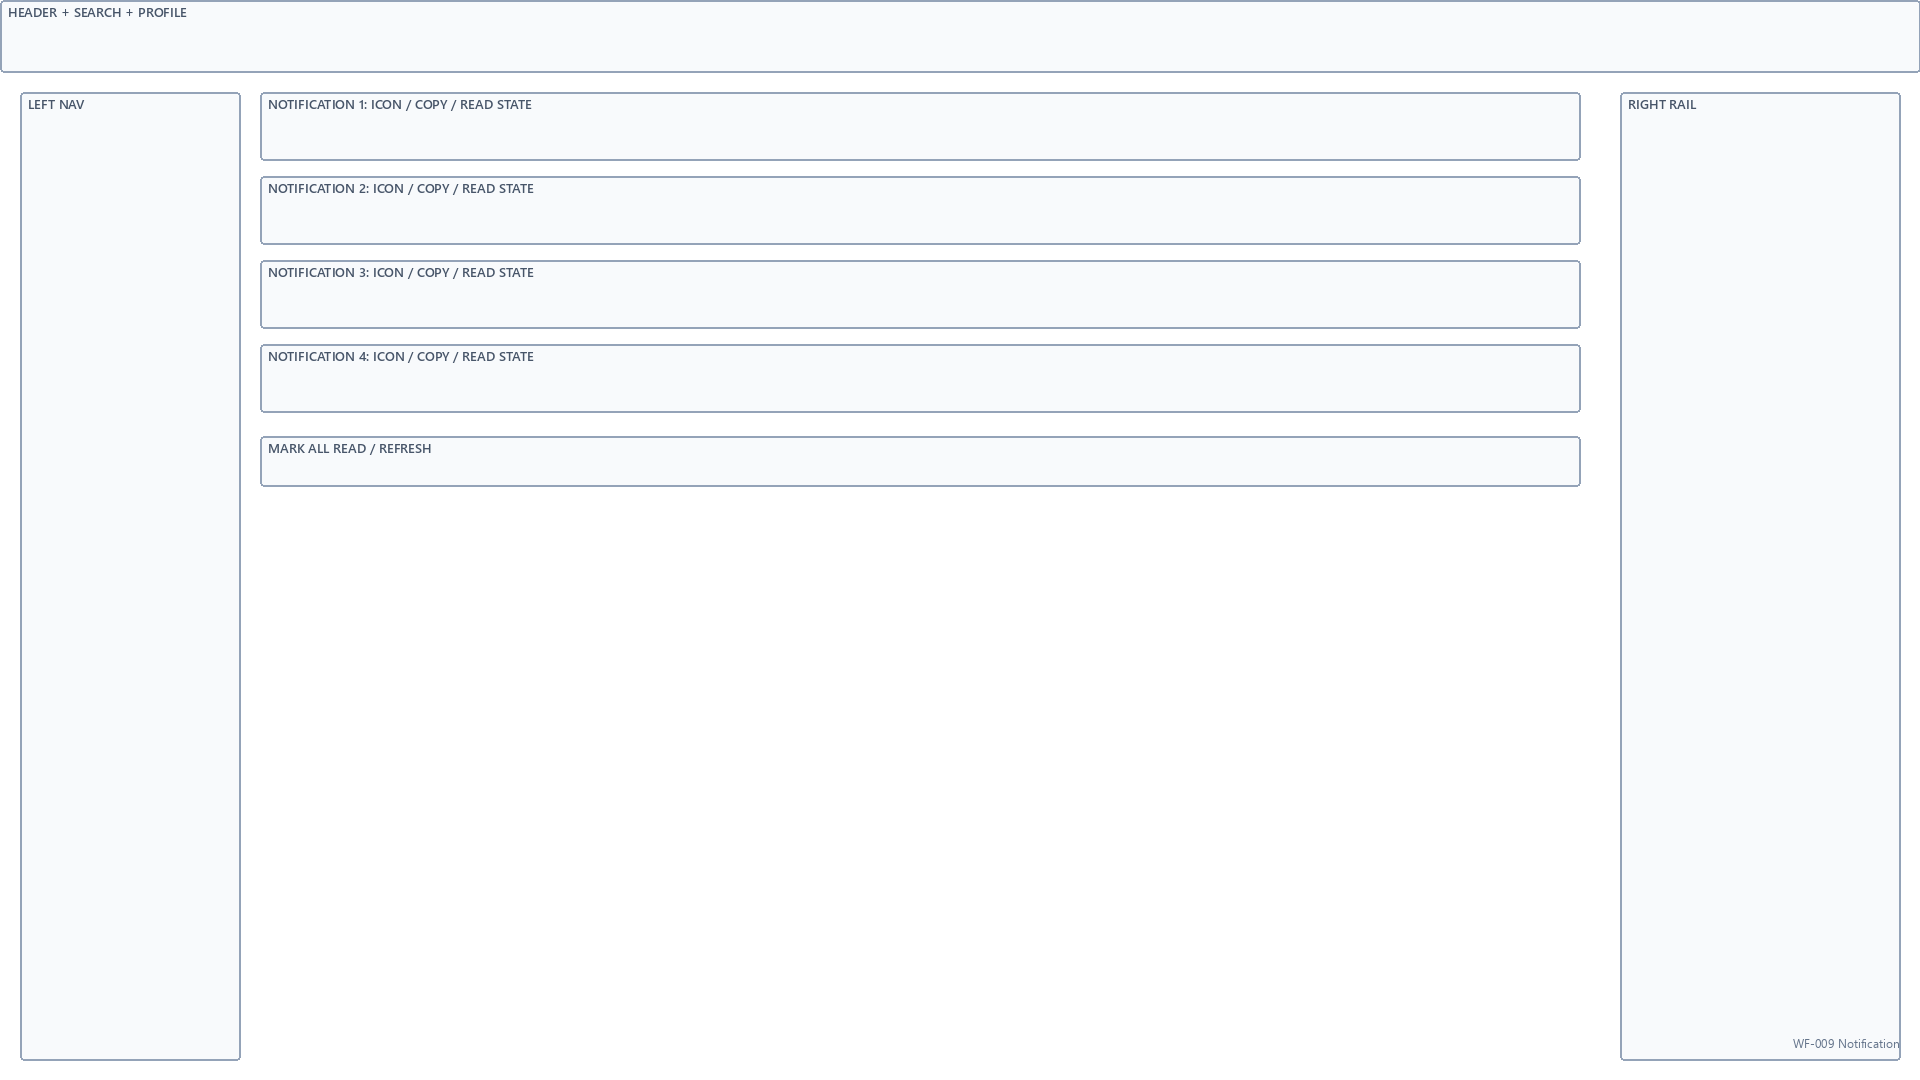 HEADER + SEARCH + PROFILE
LEFT NAV
NOTIFICATION 1: ICON / COPY / READ STATE
NOTIFICATION 2: ICON / COPY / READ STATE
NOTIFICATION 3: ICON / COPY / READ STATE
NOTIFICATION 4: ICON / COPY / READ STATE
MARK ALL READ / REFRESH
RIGHT RAIL
WF-009 Notification